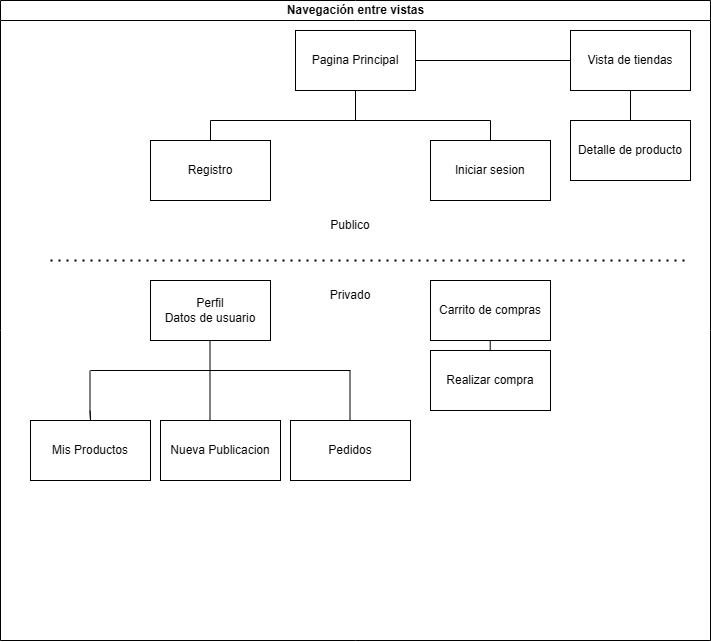 Navegación entre vistas
Pagina Principal
Vista de tiendas
Registro
Iniciar sesion
Detalle de producto
Publico
Privado
Perfil
Datos de usuario
Carrito de compras
Realizar compra
Mis Productos
Nueva Publicacion
Pedidos